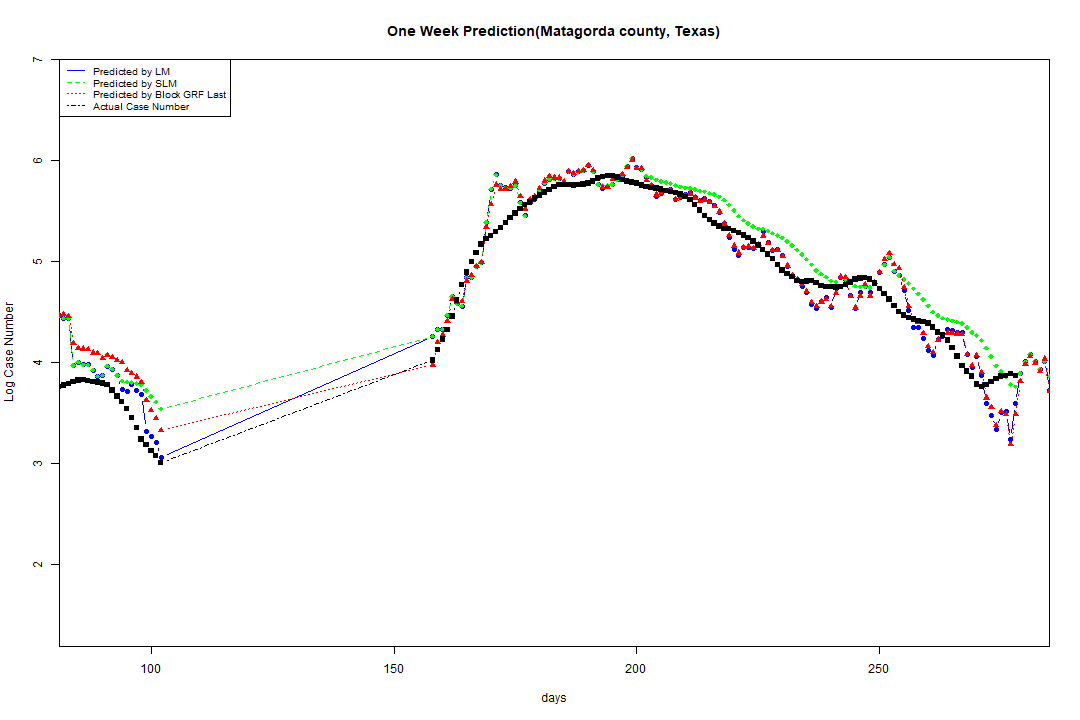 One Week Prediction(Matagorda county, Texas)
7
Predicted by LM
Predicted by SLM
Predicted by Block GRF Last
Actual Case Number
6
5
4
3
2
Log Case Number
100 150 200 250
days